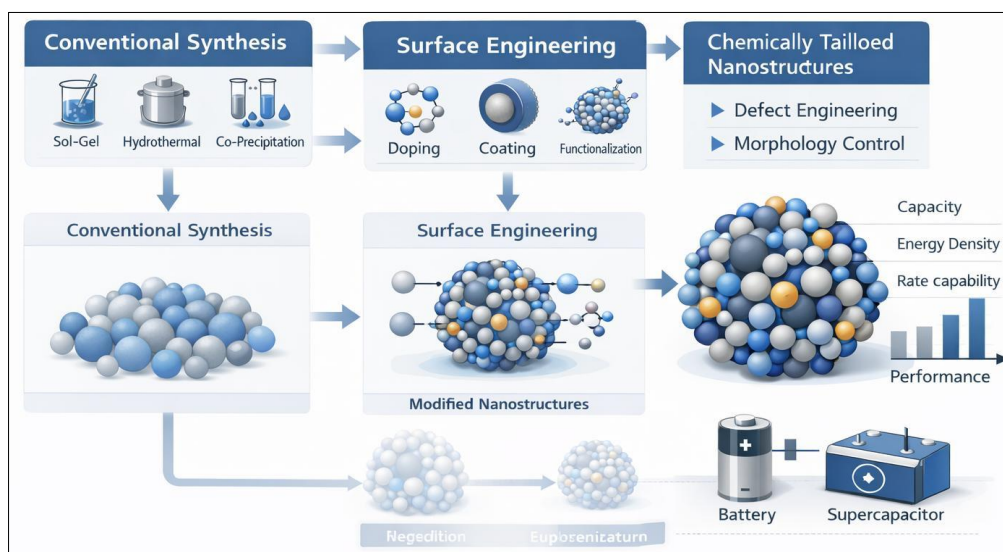 Conventional Synthesis
Sol-Gel
Hydrothermal
Co-Precipitation
Surface Engineering
Doping
Coating
Functionalization
Chemically Tailloed
Nanostructures
Defect Engineering
Morphology Control
Conventional Synthesis
Surface Engineering
Modified Nanostructures
Capacity
Energy Density
Rate capability
Performance
Negedition
Battery
Supercapacitor